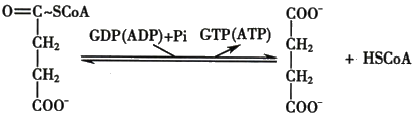 O=C~SCoA
CH₂
CH₂
COO⁻
GDP(ADP)+Pi GTP(ATP)
COO⁻
CH₂
CH₂
COO⁻
+ HSCoA